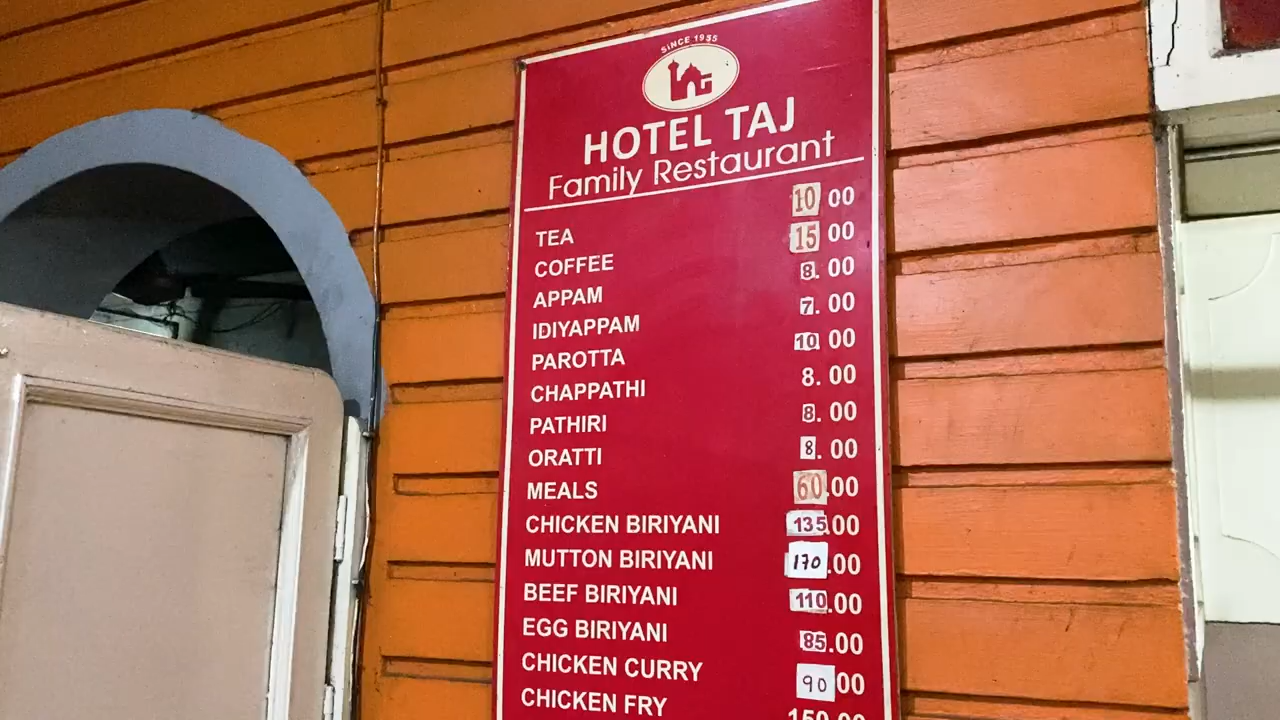 SINCE 1935
HOTEL TAJ
Family Restaurant
TEA 10 00
COFFEE 15 00
APPAM 8. 00
IDIYAPPAM 7. 00
PAROTTA 10. 00
CHAPPATHI 8. 00
PATHIRI 8. 00
ORATTI 8. 00
MEALS 60.00
CHICKEN BIRIYANI 135.00
MUTTON BIRIYANI 170.00
BEEF BIRIYANI 110.00
EGG BIRIYANI 85.00
CHICKEN CURRY 90 00
CHICKEN FRY 150.00